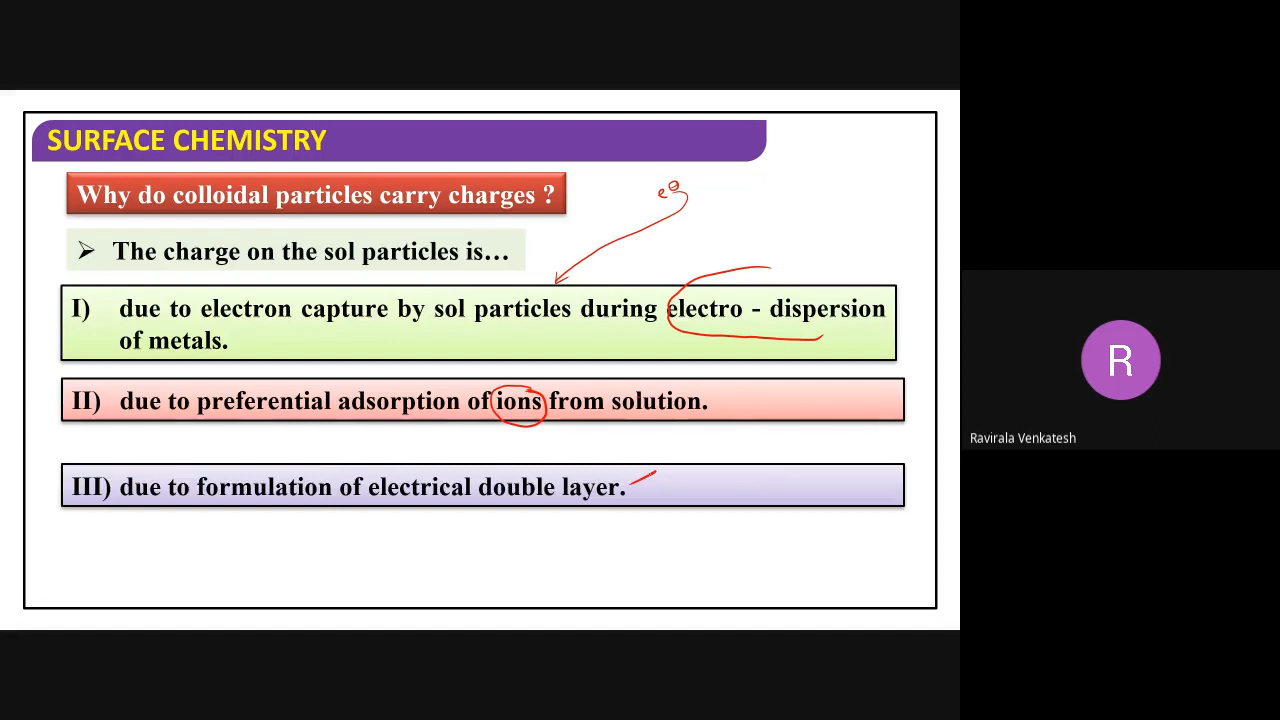 SURFACE CHEMISTRY
Why do colloidal particles carry charges ?
➢ The charge on the sol particles is…
e⊖
I) due to electron capture by sol particles during electro - dispersion
of metals.
II) due to preferential adsorption of ions from solution.
III) due to formulation of electrical double layer.
R
Ravirala Venkatesh